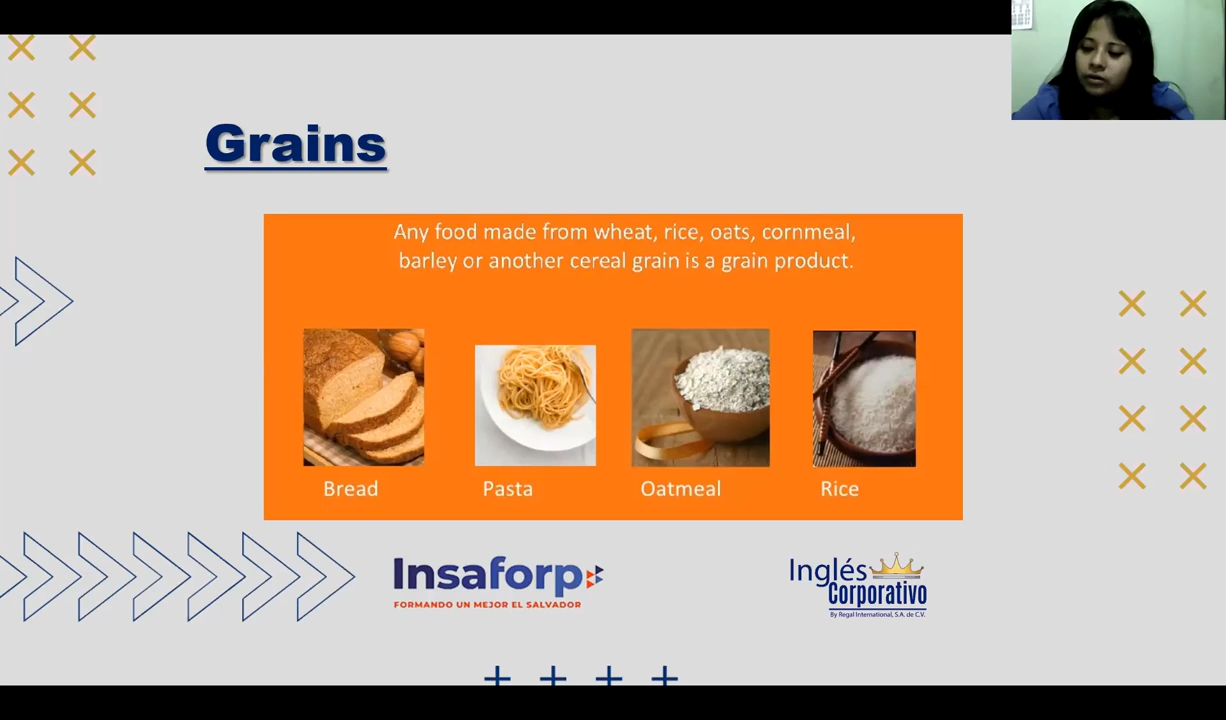 Grains
Any food made from wheat, rice, oats, cornmeal,
barley or another cereal grain is a grain product.
Bread
Pasta
Oatmeal
Rice
Insaforp
FORMANDO UN MEJOR EL SALVADOR
Inglés
Corporativo
By Regal International, S.A. de C.V.